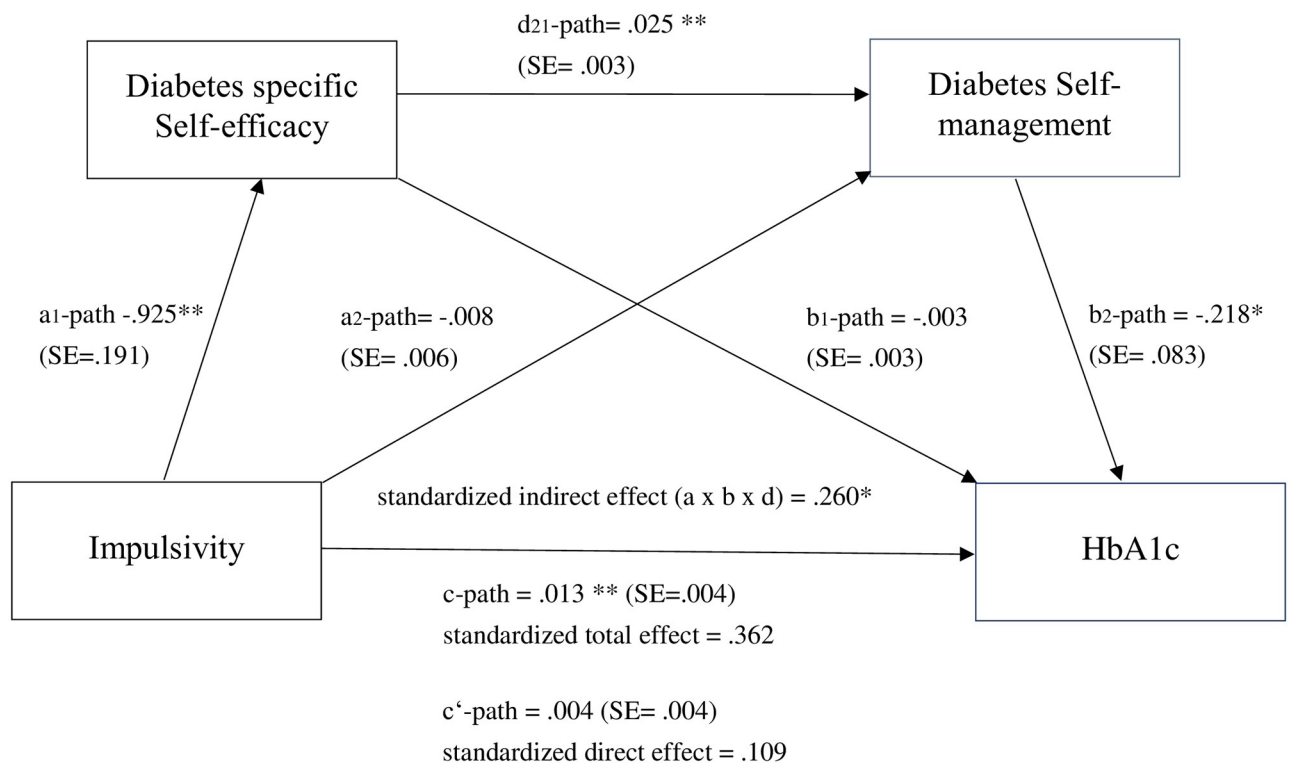 d21-path= .025 **
(SE= .003)
Diabetes specific
Self-efficacy
Diabetes Self-
management
a1-path -.925**
(SE=.191)
a2-path= -.008
(SE= .006)
b1-path = -.003
(SE= .003)
b2-path = -.218*
(SE= .083)
standardized indirect effect (a x b x d) = .260*
Impulsivity
HbA1c
c-path = .013 ** (SE=.004)
standardized total effect = .362
c‘-path = .004 (SE= .004)
standardized direct effect = .109